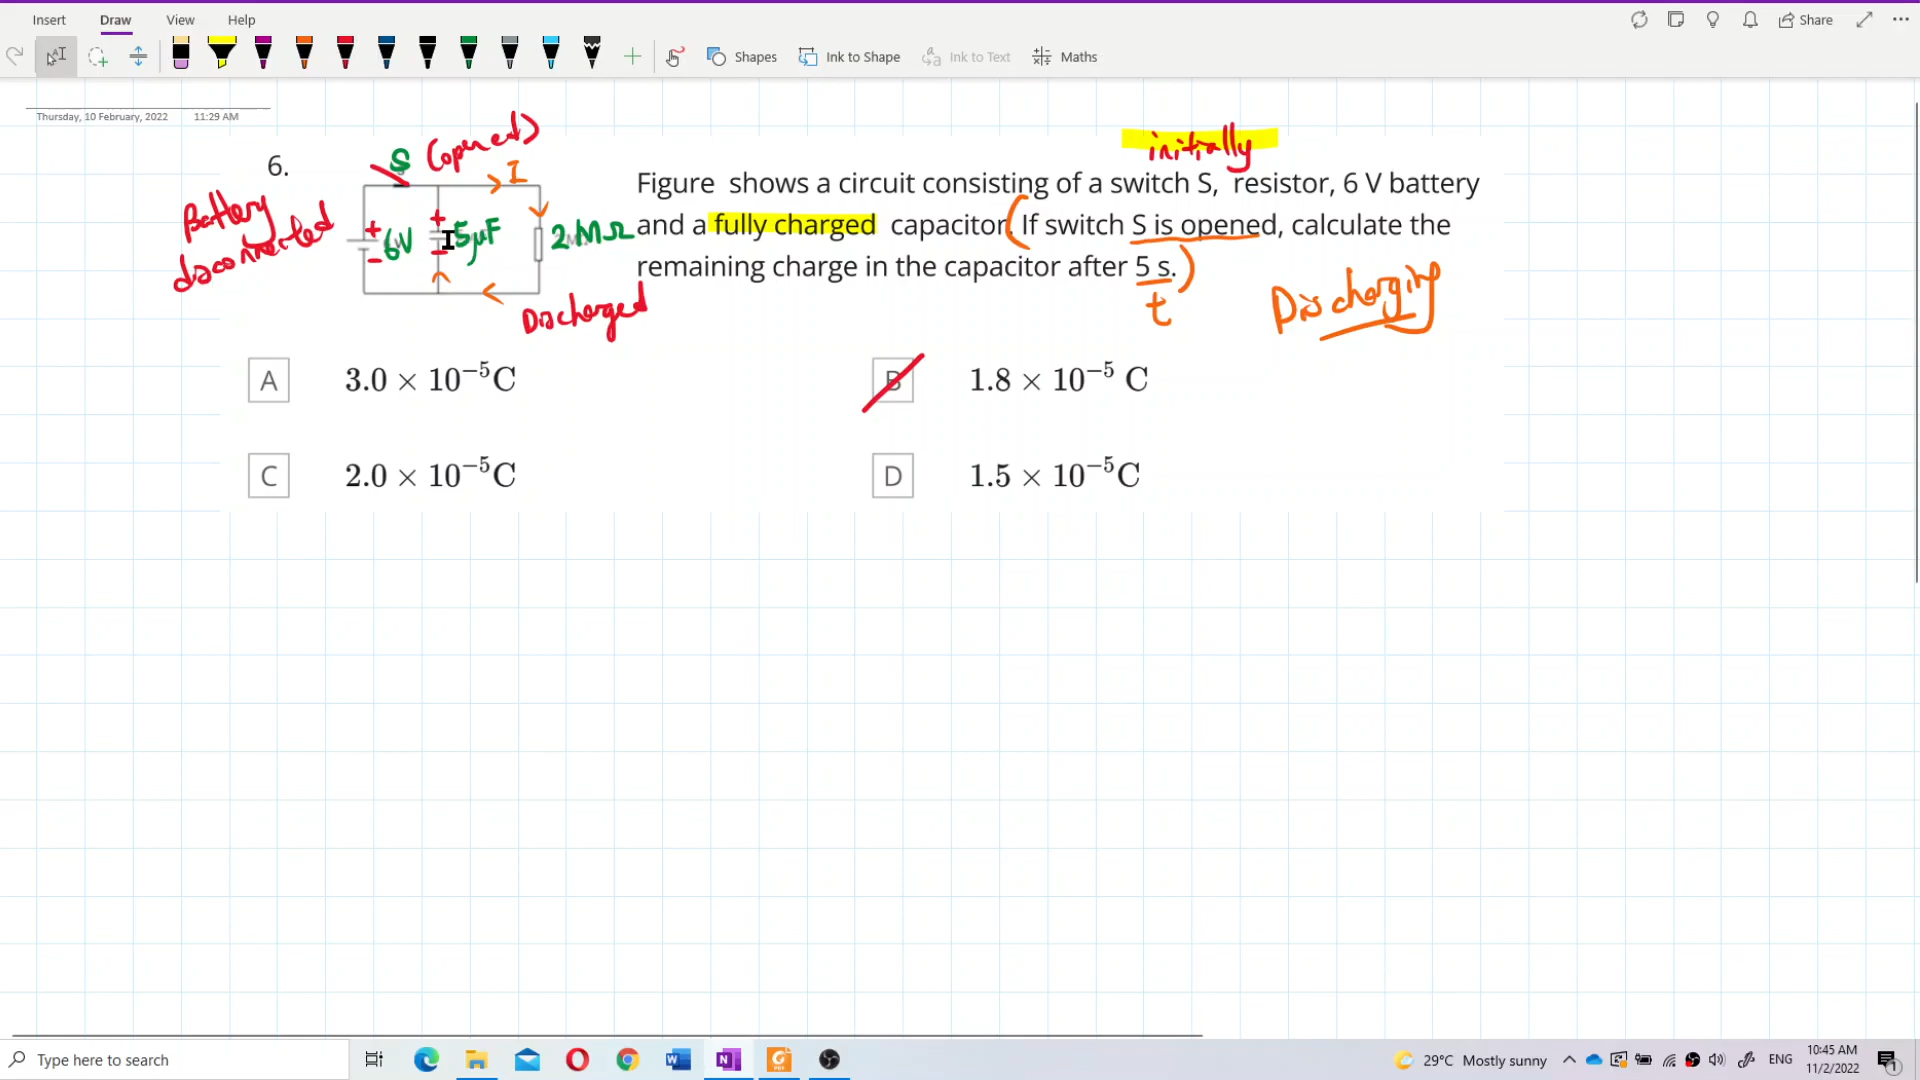 Insert Draw View Help
Share
Shapes Ink to Shape Ink to Text Maths
Thursday, 10 February, 2022 11:29 AM
initially
6.
S (opened)
I
Battery
disconnected
+ 6V -
+ 5μF -
2MΩ
Discharged
Figure shows a circuit consisting of a switch S, resistor, 6 V battery
and a fully charged capacitor. (If switch S is opened, calculate the
remaining charge in the capacitor after 5 s.)
t
Discharging
A 3.0 × 10⁻⁵C
B 1.8 × 10⁻⁵ C
C 2.0 × 10⁻⁵C
D 1.5 × 10⁻⁵C
Type here to search
29°C Mostly sunny
ENG
10:45 AM
11/2/2022
1